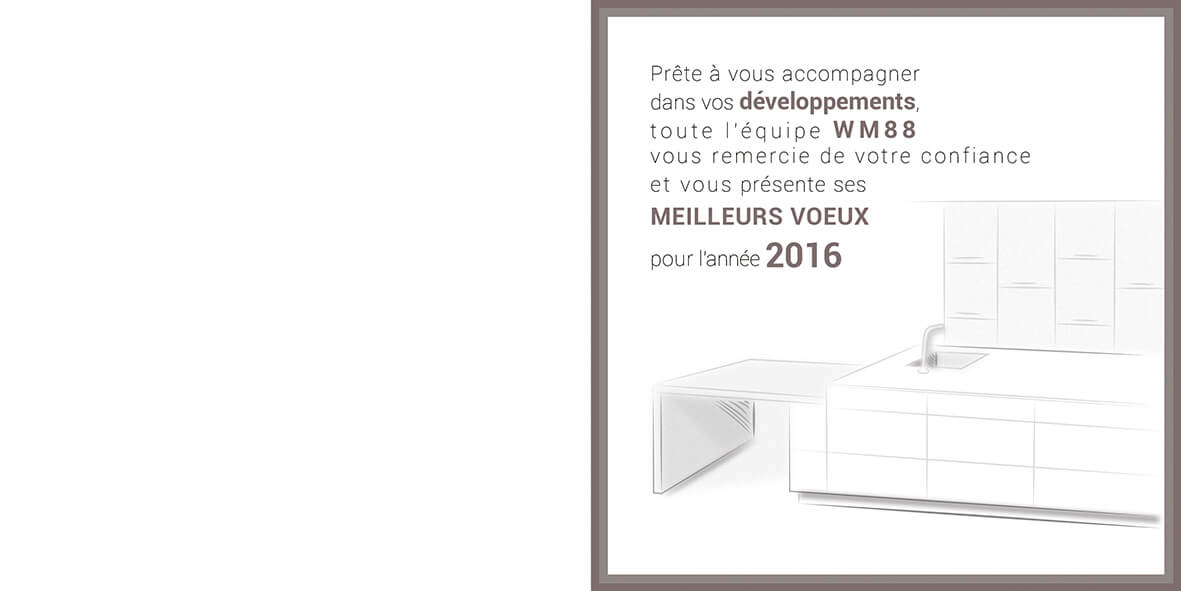 Prête à vous accompagner
dans vos développements,
toute l'équipe WM88
vous remercie de votre confiance
et vous présente ses
MEILLEURS VOEUX
pour l'année 2016